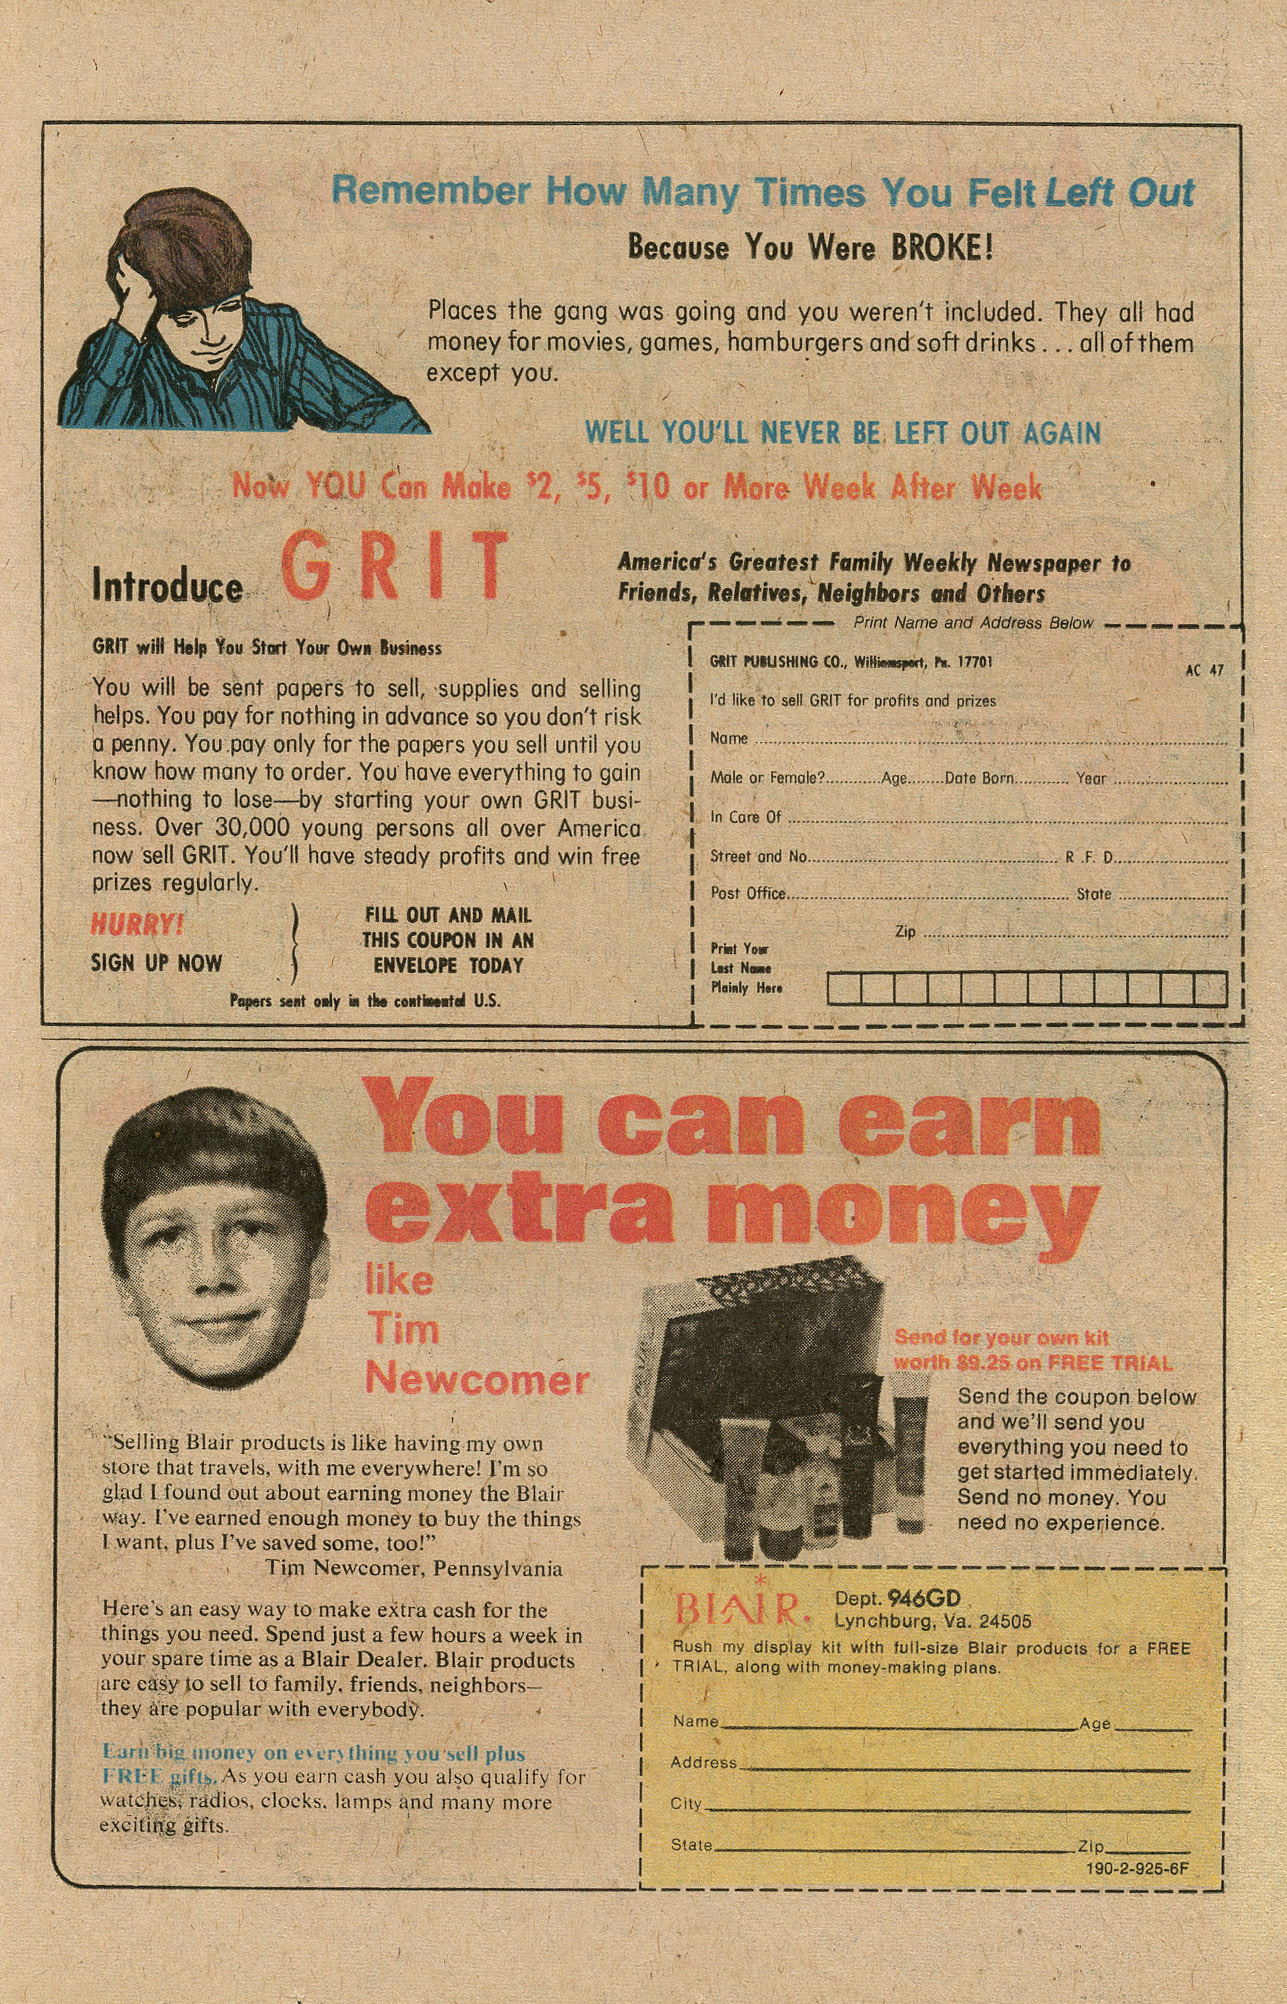 Remember How Many Times You Felt Left Out
Because You Were BROKE!
Places the gang was going and you weren't included. They all had
money for movies, games, hamburgers and soft drinks . . . all of them
except you.
WELL YOU'LL NEVER BE LEFT OUT AGAIN
Now YOU Can Make $2, $5, $10 or More Week After Week
Introduce GRIT
America's Greatest Family Weekly Newspaper to
Friends, Relatives, Neighbors and Others
GRIT will Help You Start Your Own Business
You will be sent papers to sell, supplies and selling
helps. You pay for nothing in advance so you don't risk
a penny. You pay only for the papers you sell until you
know how many to order. You have everything to gain
—nothing to lose—by starting your own GRIT busi-
ness. Over 30,000 young persons all over America
now sell GRIT. You'll have steady profits and win free
prizes regularly.
HURRY!
SIGN UP NOW
FILL OUT AND MAIL
THIS COUPON IN AN
ENVELOPE TODAY
Papers sent only in the continental U.S.
Print Name and Address Below
GRIT PUBLISHING CO., Williamsport, Pa. 17701
AC 47
I'd like to sell GRIT for profits and prizes
Name
Male or Female? Age Date Born Year
In Care Of
Street and No. R .F. D.
Post Office State
Zip
Print Your
Last Name
Plainly Here
You can earn
extra money
like
Tim
Newcomer
"Selling Blair products is like having my own
store that travels, with me everywhere! I'm so
glad I found out about earning money the Blair
way. I've earned enough money to buy the things
I want, plus I've saved some, too!"
Tim Newcomer, Pennsylvania
Here's an easy way to make extra cash for the
things you need. Spend just a few hours a week in
your spare time as a Blair Dealer. Blair products
are easy to sell to family, friends, neighbors—
they are popular with everybody.
Earn big money on everything you sell plus
FREE gifts. As you earn cash you also qualify for
watches, radios, clocks, lamps and many more
exciting gifts.
Send for your own kit
worth $9.25 on FREE TRIAL
Send the coupon below
and we'll send you
everything you need to
get started immediately.
Send no money. You
need no experience.
BLAIR. Dept. 946GD
Lynchburg, Va. 24505
Rush my display kit with full-size Blair products for a FREE
TRIAL, along with money-making plans.
Name Age
Address
City
State Zip
190-2-925-6F